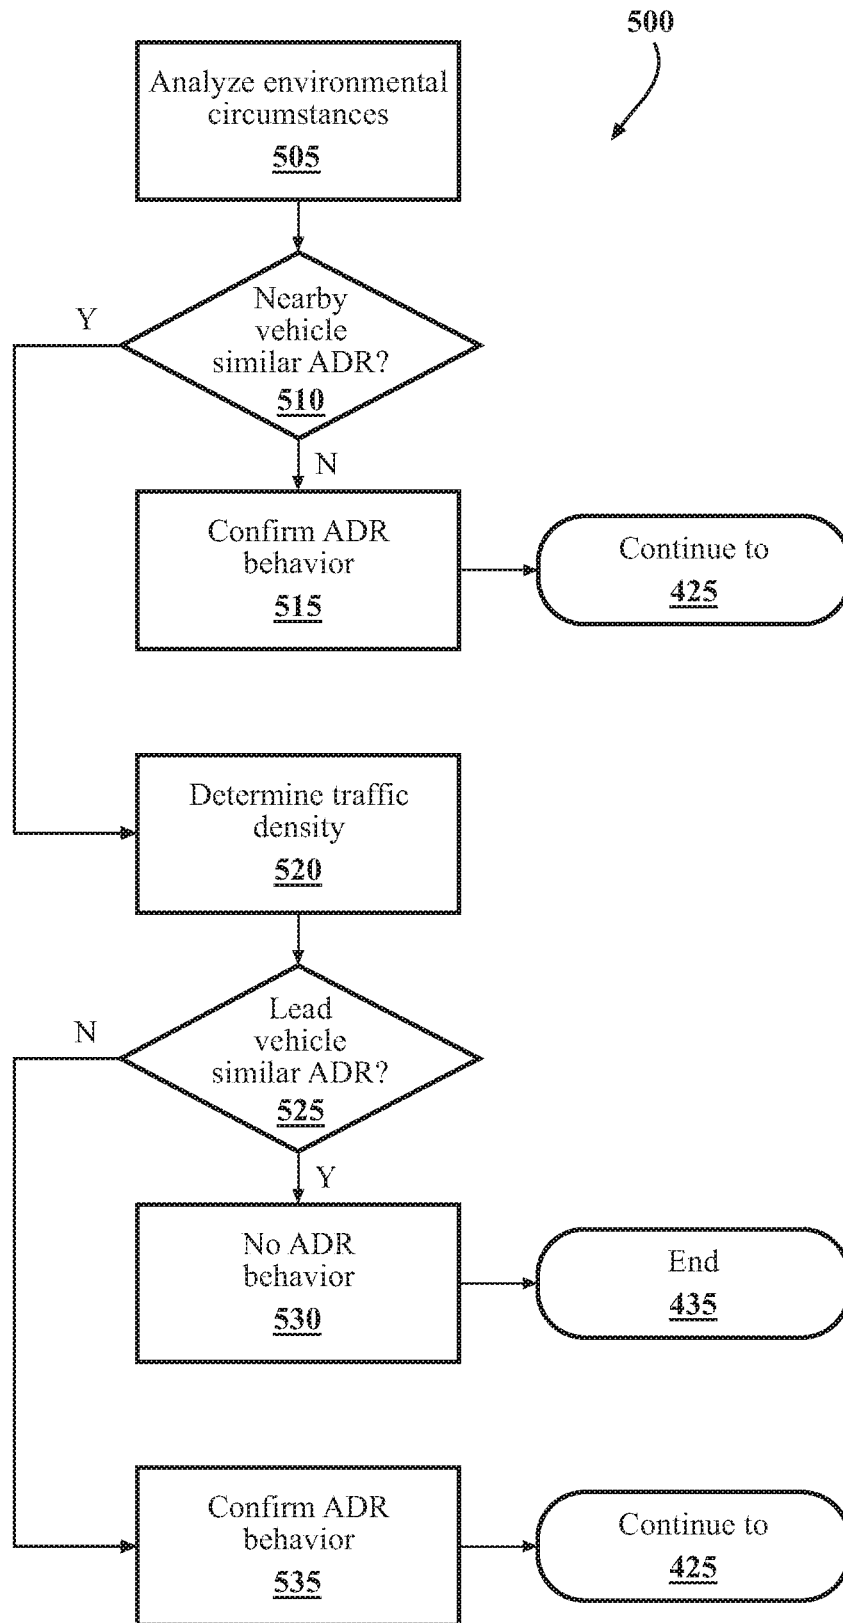 500
Analyze environmental
circumstances
505
Nearby
vehicle
similar ADR?
510
Y
N
Confirm ADR
behavior
515
Continue to
425
Determine traffic
density
520
Lead
vehicle
similar ADR?
525
N
Y
No ADR
behavior
530
End
435
Confirm ADR
behavior
535
Continue to
425